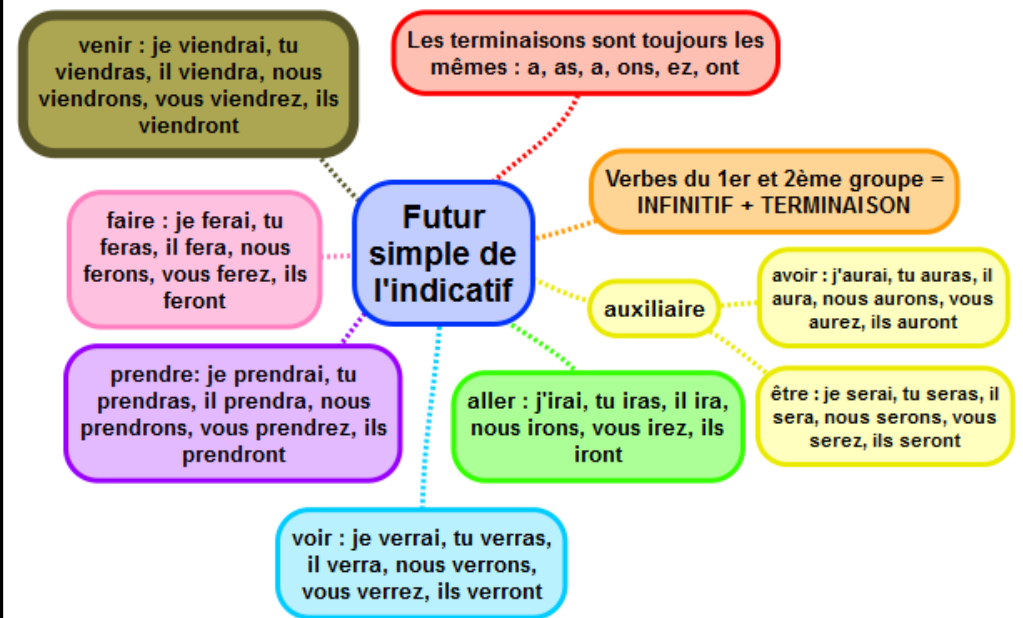 venir : je viendrai, tu
viendras, il viendra, nous
viendrons, vous viendrez, ils
viendront
Les terminaisons sont toujours les
mêmes : a, as, a, ons, ez, ont
Verbes du 1er et 2ème groupe =
INFINITIF + TERMINAISON
faire : je ferai, tu
feras, il fera, nous
ferons, vous ferez, ils
feront
Futur
simple de
l'indicatif
auxiliaire
avoir : j'aurai, tu auras, il
aura, nous aurons, vous
aurez, ils auront
être : je serai, tu seras, il
sera, nous serons, vous
serez, ils seront
prendre: je prendrai, tu
prendras, il prendra, nous
prendrons, vous prendrez, ils
prendront
aller : j'irai, tu iras, il ira,
nous irons, vous irez, ils
iront
voir : je verrai, tu verras,
il verra, nous verrons,
vous verrez, ils verront